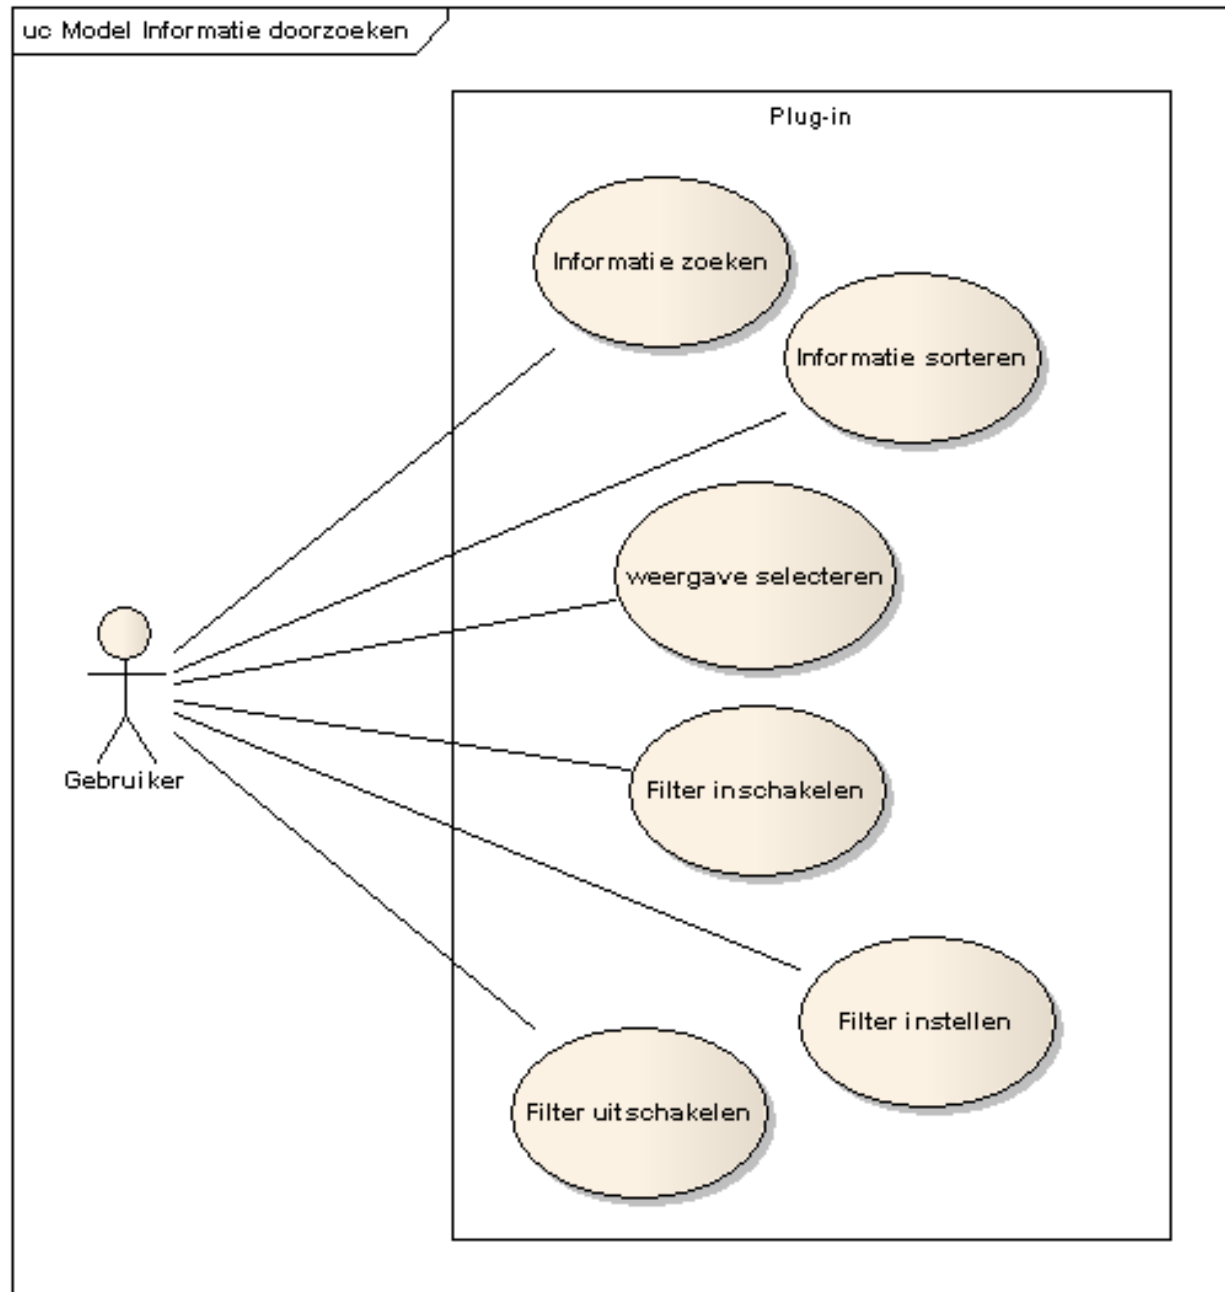 uc Model Informatie doorzoeken
Plug-in
Informatie zoeken
Informatie sorteren
weergave selecteren
Gebruiker
Filter inschakelen
Filter instellen
Filter uitschakelen